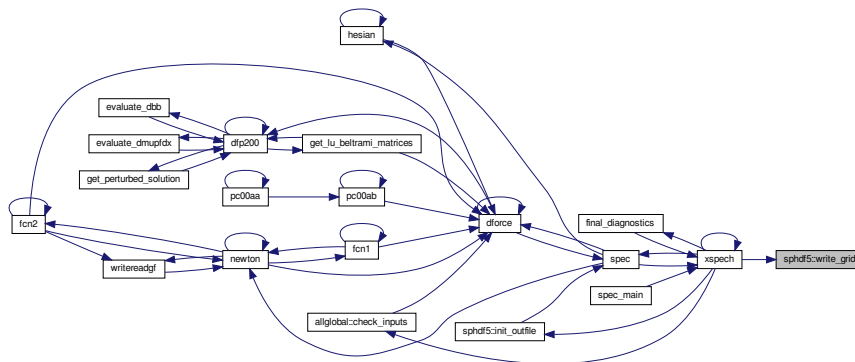 hesian
evaluate_dbb
evaluate_dmupfdx
dfp200
get_lu_beltrami_matrices
get_perturbed_solution
pc00aa
pc00ab
final_diagnostics
fcn2
dforce
fcn1
newton
writereadgf
spec
xspech
sphdf5::write_grid
spec_main
allglobal::check_inputs
sphdf5::init_outfile